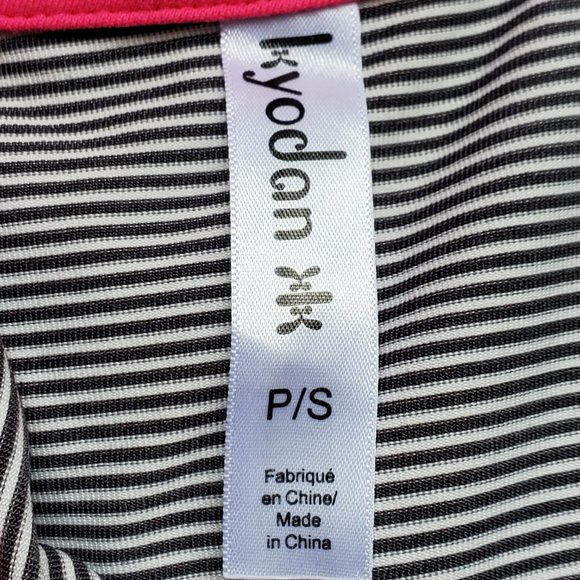 kyodan
P/S
Fabriqué
en Chine/
Made
in China